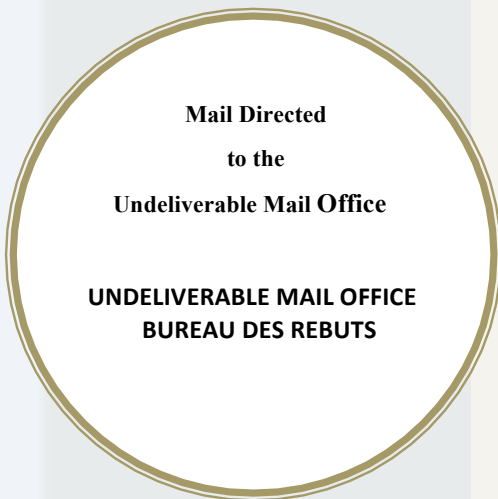 Mail Directed
to the
Undeliverable Mail Office
UNDELIVERABLE MAIL OFFICE
BUREAU DES REBUTS